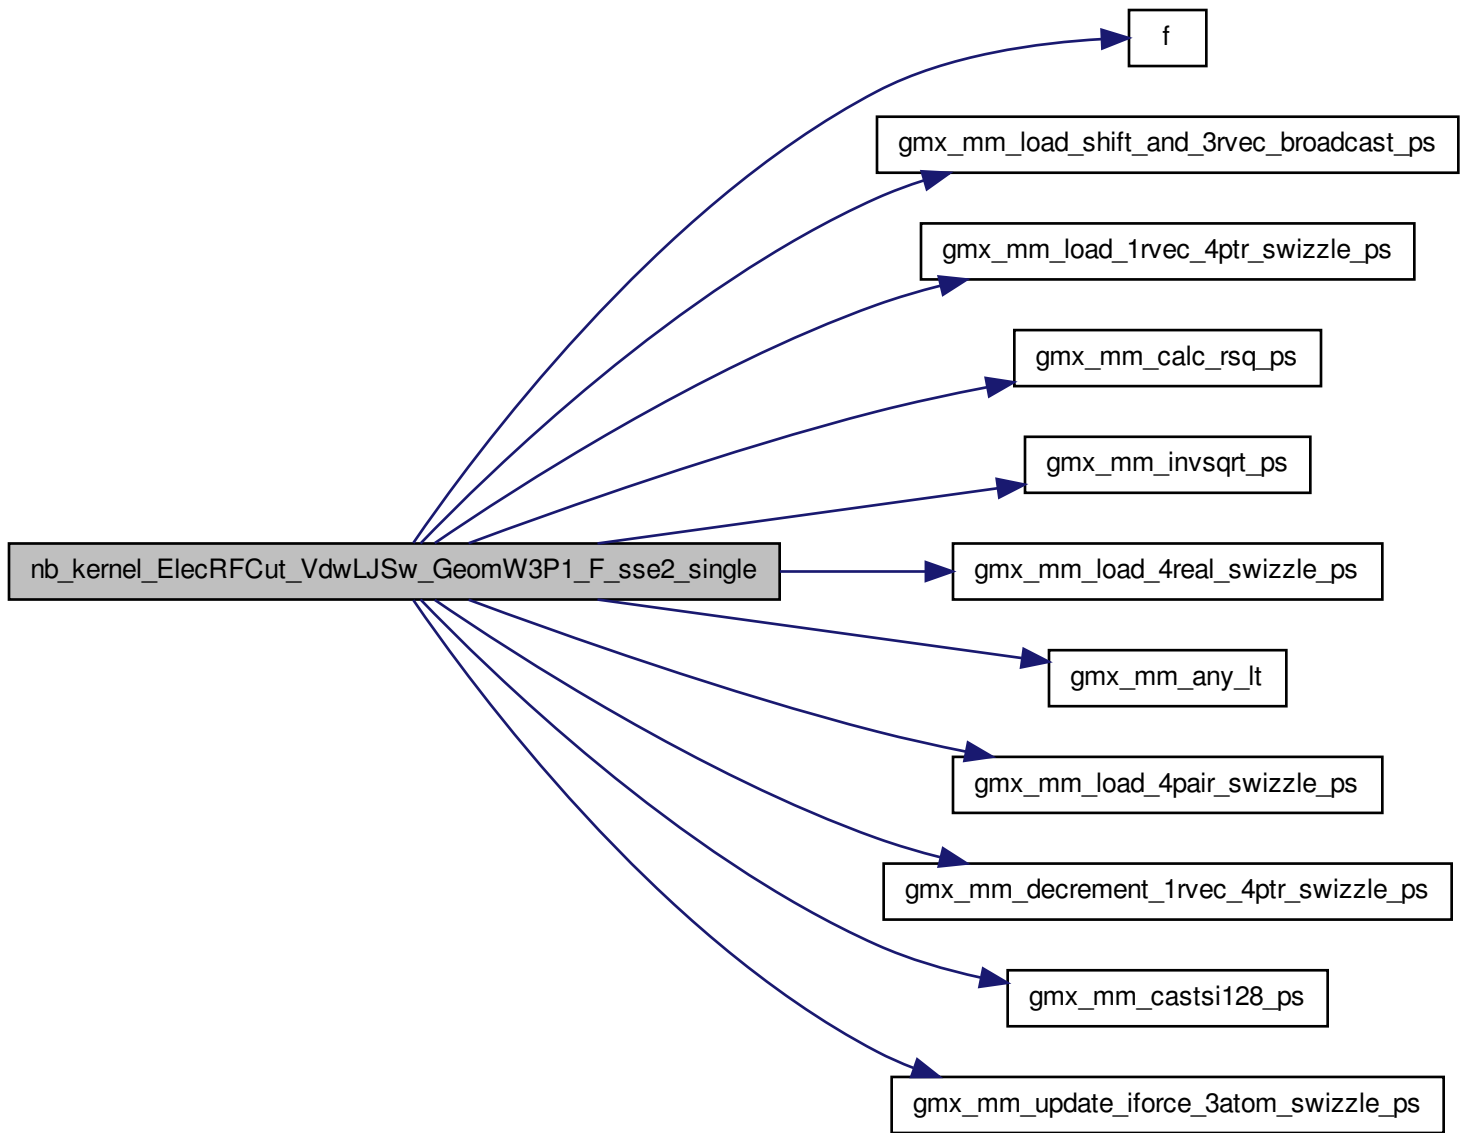 f
gmx_mm_load_shift_and_3rvec_broadcast_ps
gmx_mm_load_1rvec_4ptr_swizzle_ps
gmx_mm_calc_rsq_ps
gmx_mm_invsqrt_ps
nb_kernel_ElecRFCut_VdwLJSw_GeomW3P1_F_sse2_single
gmx_mm_load_4real_swizzle_ps
gmx_mm_any_lt
gmx_mm_load_4pair_swizzle_ps
gmx_mm_decrement_1rvec_4ptr_swizzle_ps
gmx_mm_castsi128_ps
gmx_mm_update_iforce_3atom_swizzle_ps